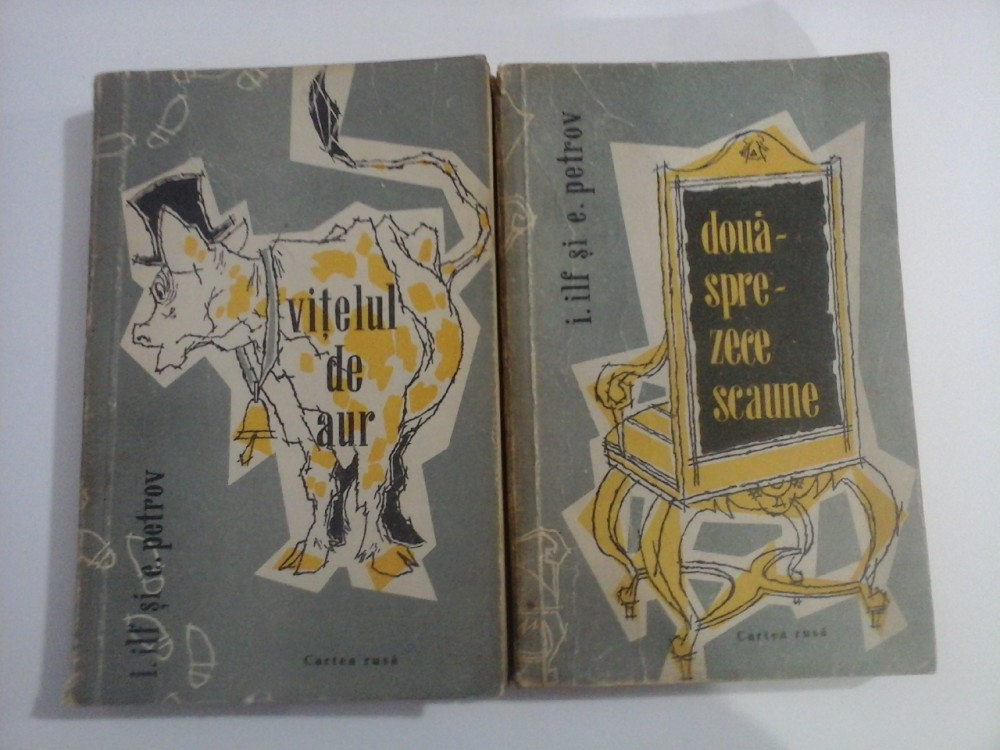 vițelul
de
aur
i. ilf și e. petrov
Cartea rusă
i. ilf și e. petrov
două-
spre-
zece
scaune
Cartea rusă